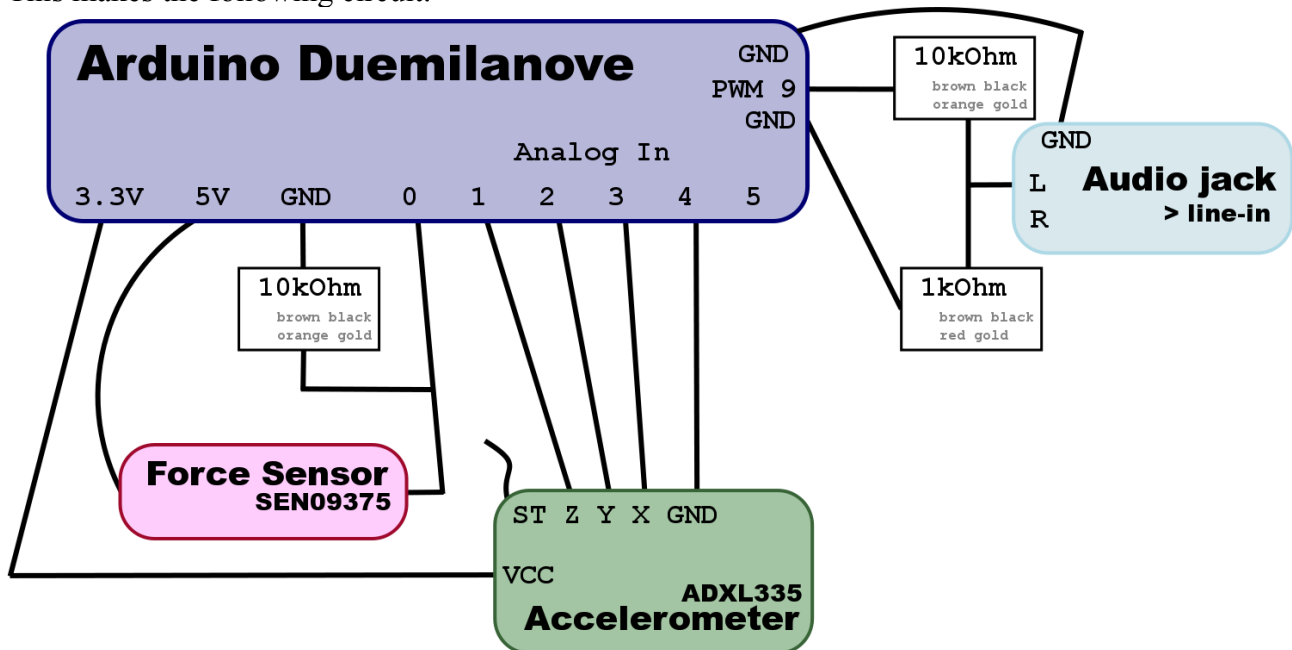 This makes the following circuit:
Arduino Duemilanove
GND
PWM 9
GND
Analog In
3.3V 5V GND 0 1 2 3 4 5
10kOhm
brown black
orange gold
GND
L
R
Audio jack
> line-in
1kOhm
brown black
red gold
10kOhm
brown black
orange gold
Force Sensor
SEN09375
ST Z Y X GND
VCC
ADXL335
Accelerometer